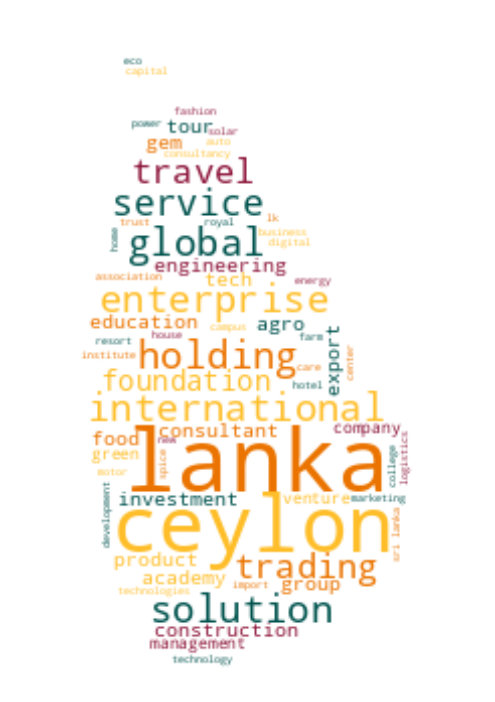 eco
capital
fashion
power
tour
solar
gem
auto
consultancy
travel
service
trust
royal
lk
home
global
business
digital
engineering
association
tech
energy
enterprise
education
campus
agro
farm
export
resort
house
institute
holding
center
care
foundation
hotel
international
food
consultant
new
company
green
lanka
spice
college
logistics
motor
development
investment
venture
marketing
ceylon
sri lanka
product
trading
academy
import
group
technologies
solution
construction
management
technology